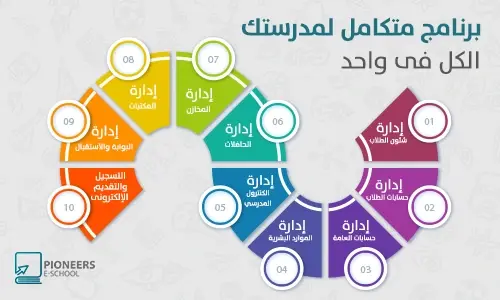 برنامج متكامل لمدرستك
الكل فى واحد
01
إدارة
شئون الطلاب
02
إدارة
حسابات الطلاب
03
إدارة
حسابات العامة
04
إدارة
الموارد البشرية
05
إدارة
الكنترول
المدرسي
06
إدارة
الحافلات
07
إدارة
المخازن
08
إدارة
المكتبات
09
إدارة
البوابة والأستقبال
10
التسجيل
والتقديم
الإلكترونى
PIONEERS
E-SCHOOL